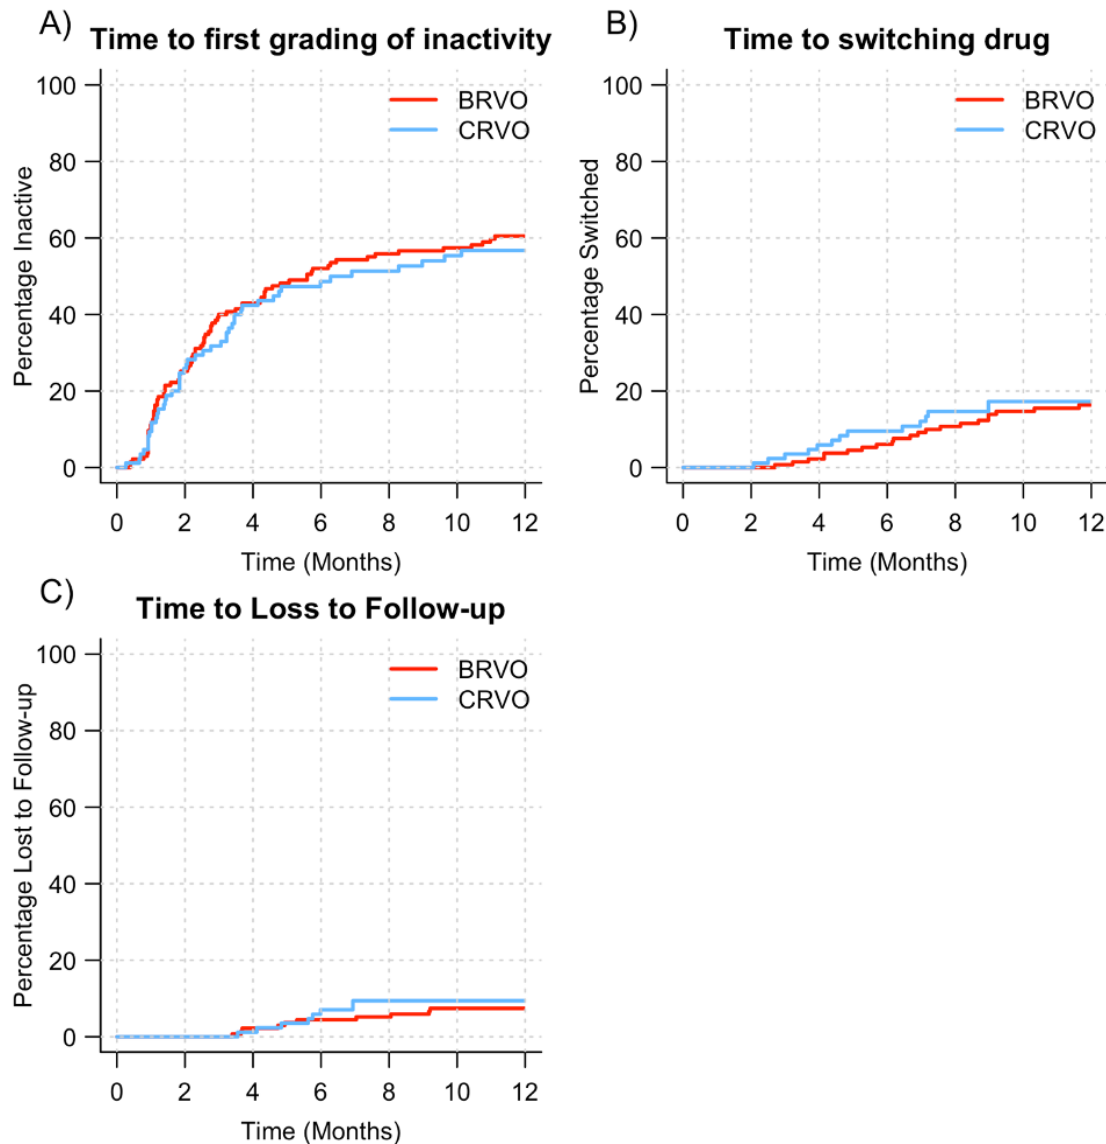 A)
Time to first grading of inactivity
BRVO
CRVO
Percentage Inactive
100
80
60
40
20
0
0 2 4 6 8 10 12
Time (Months)
B)
Time to switching drug
BRVO
CRVO
Percentage Switched
100
80
60
40
20
0
0 2 4 6 8 10 12
Time (Months)
C)
Time to Loss to Follow-up
BRVO
CRVO
Percentage Lost to Follow-up
100
80
60
40
20
0
0 2 4 6 8 10 12
Time (Months)